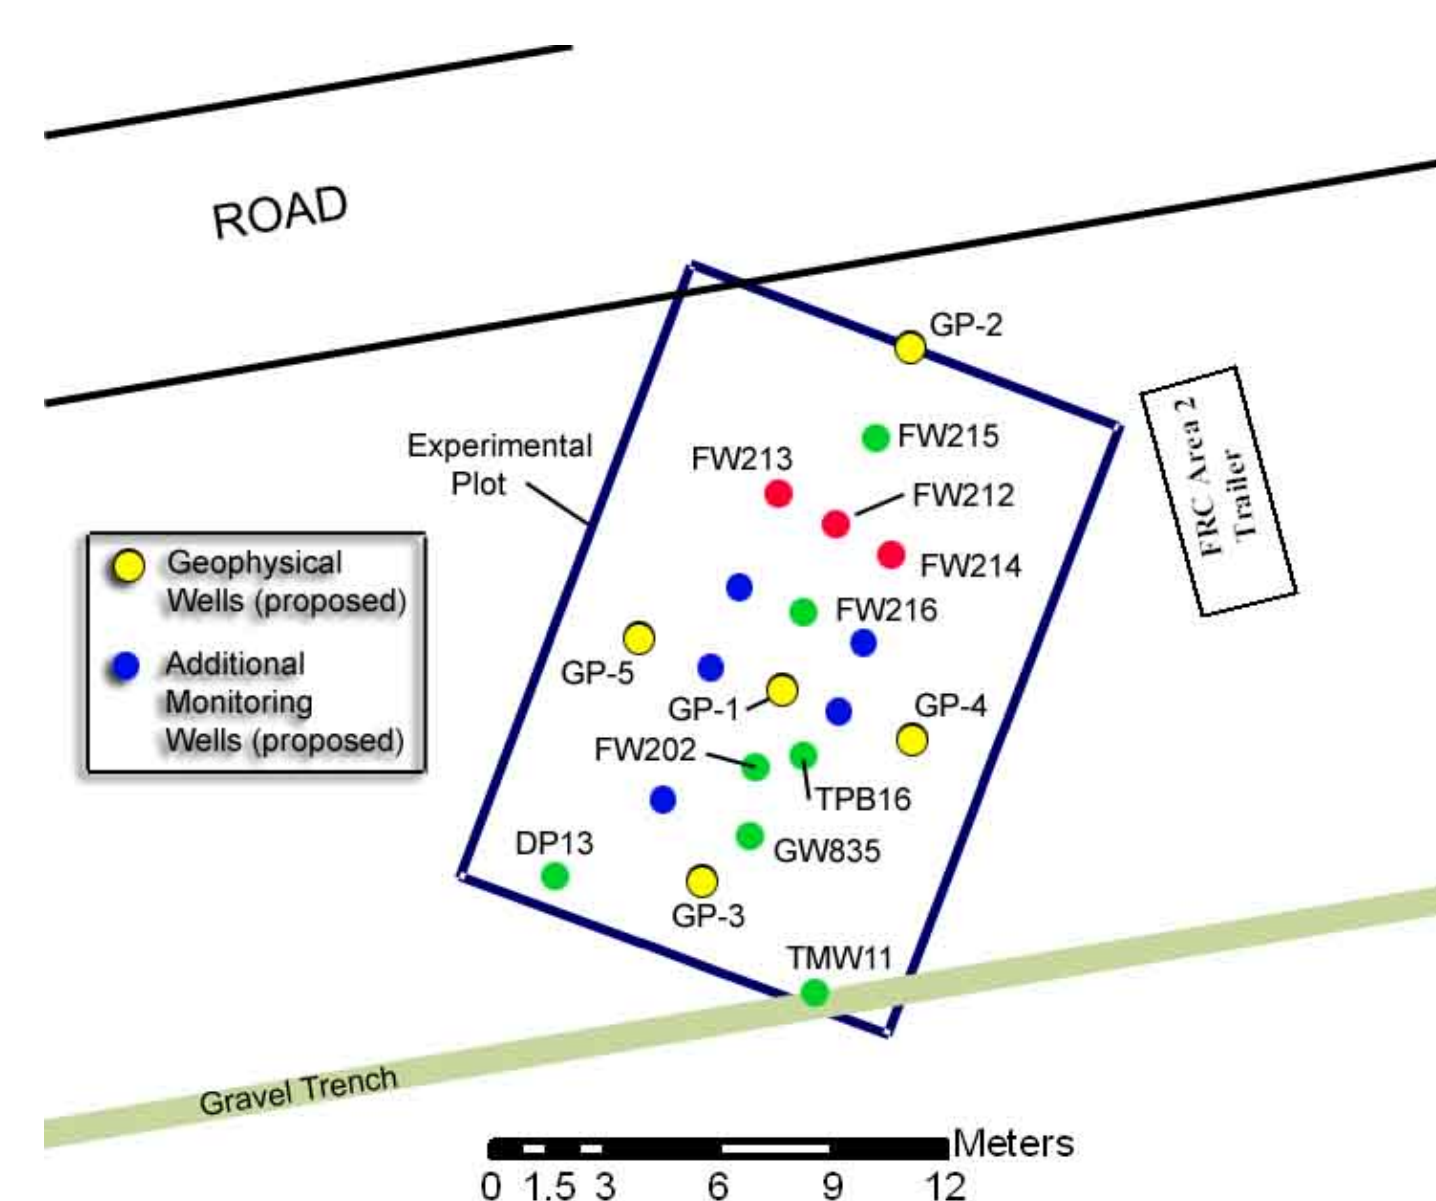 ROAD
GP-2
FRC Area 2
Trailer
FW215
Experimental
Plot
FW213
FW212
FW214
Geophysical
Wells (proposed)
FW216
Additional
Monitoring
Wells (proposed)
GP-5
GP-1
GP-4
FW202
TPB16
DP13
GW835
GP-3
TMW11
Gravel Trench
Meters
0 1.5 3 6 9 12